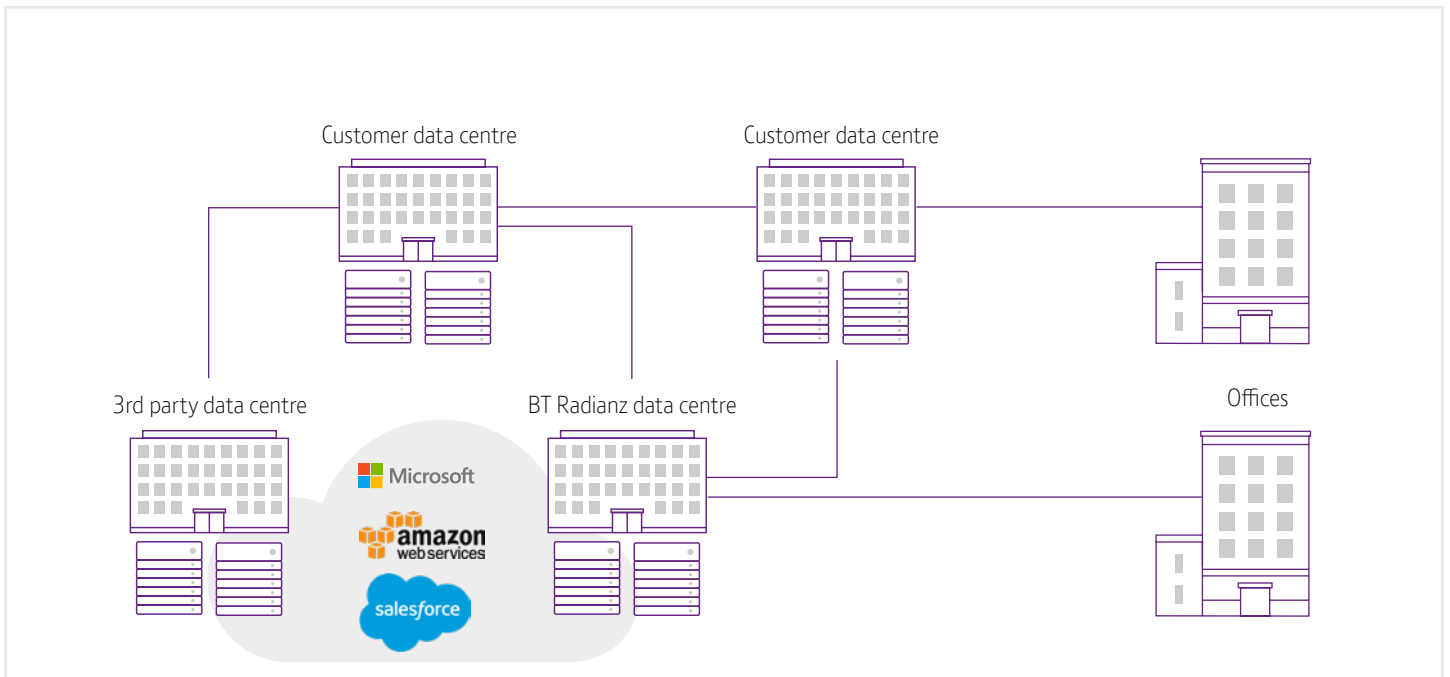 Customer data centre
Customer data centre
3rd party data centre
BT Radianz data centre
Offices
Microsoft
amazon
web services
salesforce